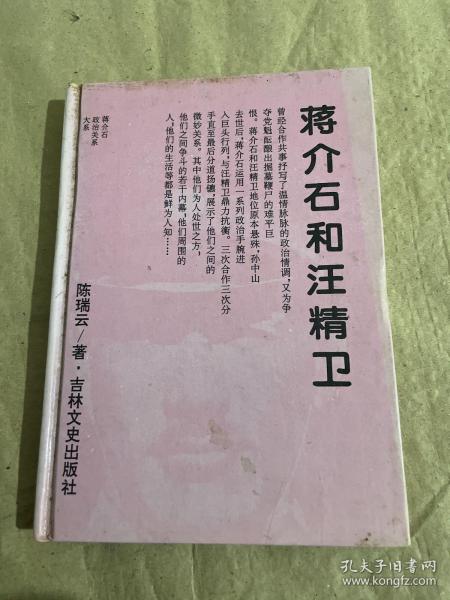 蒋介石和汪精卫
曾经合作共事抒写了温情脉脉的政治情调，又为争
夺党魁酝酿出掘墓鞭尸的难平巨
恨。蒋介石和汪精卫地位原本悬殊，孙中山
去世后，蒋介石运用一系列政治手腕进
入巨头行列，与汪精卫鼎力抗衡。三次合作三次分
手直至最后分道扬镳，展示了他们之间的
微妙关系。其中他们为人处世之方，
他们之间争斗的若干内幕，他们周围的
人，他们的生活等都是鲜为人知……
蒋介石
政治关系
大系
陈瑞云/著·吉林文史出版社
孔夫子旧书网
www.kongfz.com